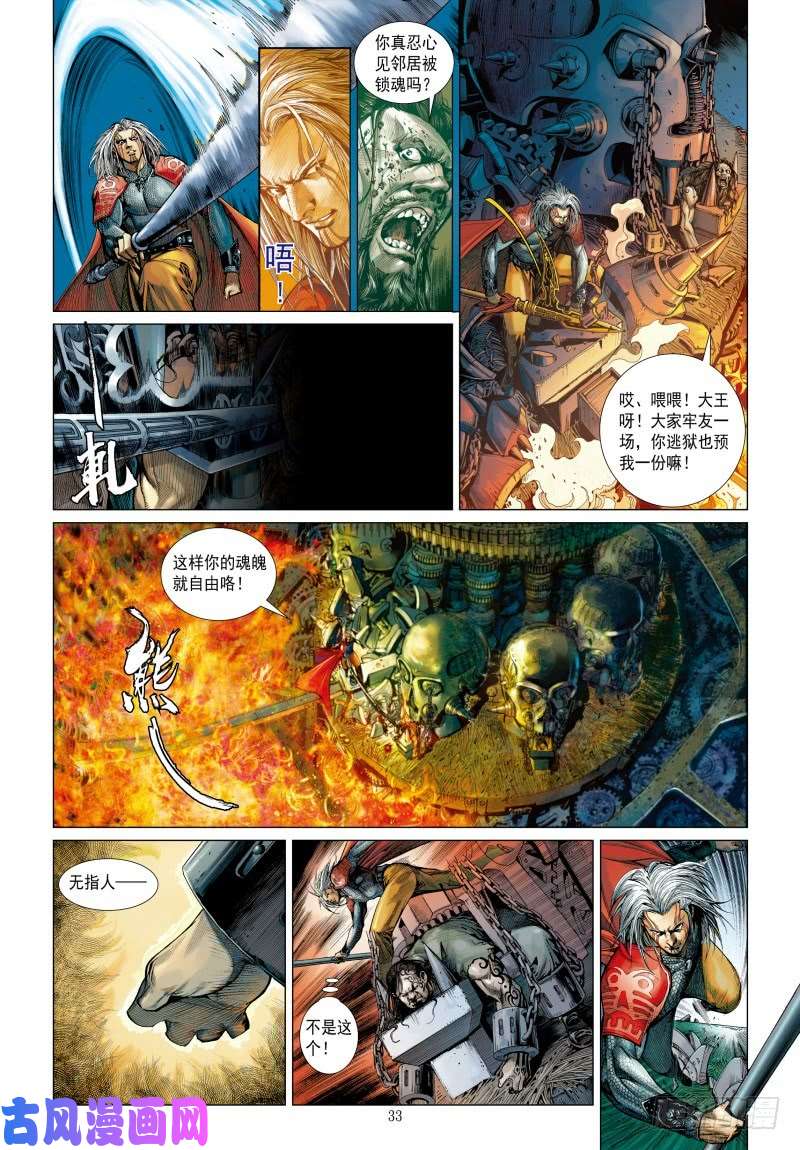 你真忍心
见邻居被
锁魂吗？
唔！
哎、喂喂！大王
呀！大家牢友一
场，你逃狱也预
我一份嘛！
轧
这样你的魂魄
就自由咯！
熊
无指人——
不是这
个！
33
古风漫画网